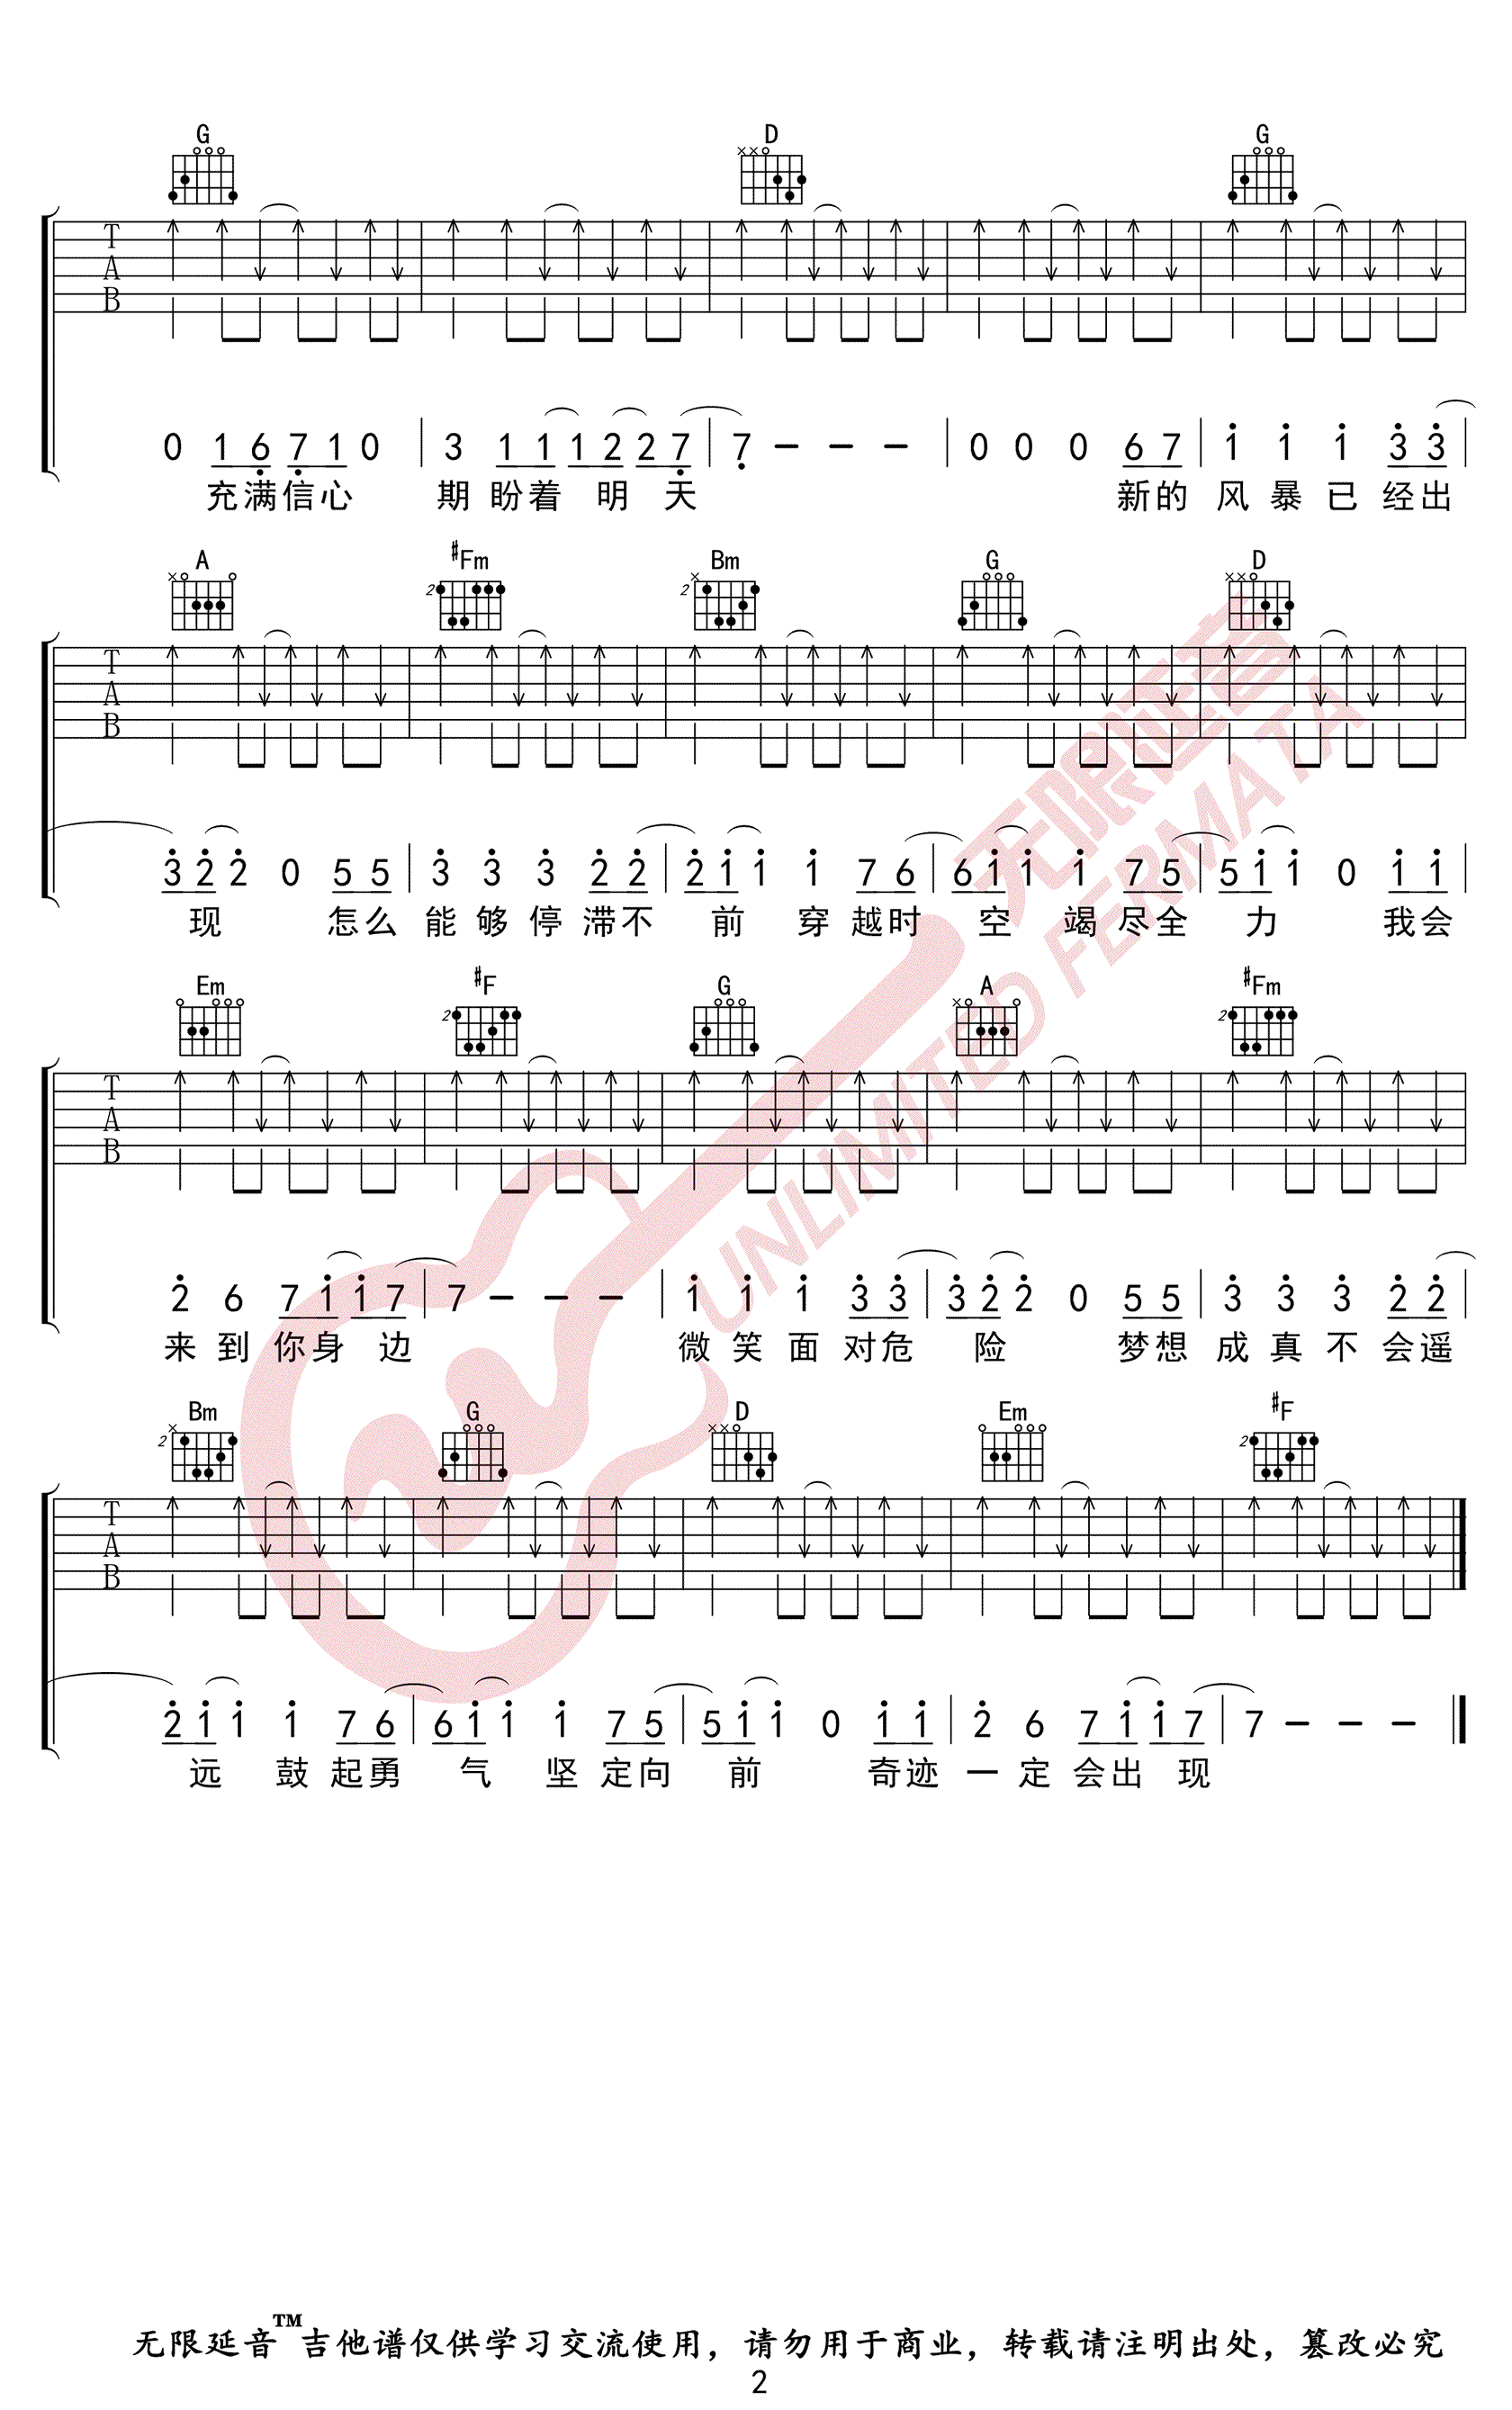 G D G
T
A
B
0 1 6 7 1 0 3 1 1 1 2 2 7 7 - - - 0 0 0 6 7 1 1 1 3 3
充满信心 期 盼着 明 天 新的 风 暴 已 经出
A #Fm Bm G D
2 2
T
A
B
3 2 2 0 5 5 3 3 3 2 2 2 1 1 1 7 6 6 1 1 1 7 5 5 1 1 0 1 1
现 怎么 能 够 停 滞不 前 穿 越时 空 竭 尽全 力 我会
Em #F G A #Fm
2 2
T
A
B
2 6 7 1 1 7 7 - - - 1 1 1 3 3 3 2 2 0 5 5 3 3 3 2 2
来 到 你身 边 微 笑 面 对危 险 梦想 成 真 不 会遥
Bm G D Em #F
2 2
T
A
B
2 1 1 1 7 6 6 1 1 1 7 5 5 1 1 0 1 1 2 6 7 1 1 7 7 - - -
远 鼓 起勇 气 坚 定向 前 奇迹 一 定 会出 现
无限延音
UNLIMITED FERMATA
无限延音™吉他谱仅供学习交流使用，请勿用于商业，转载请注明出处，篡改必究
2